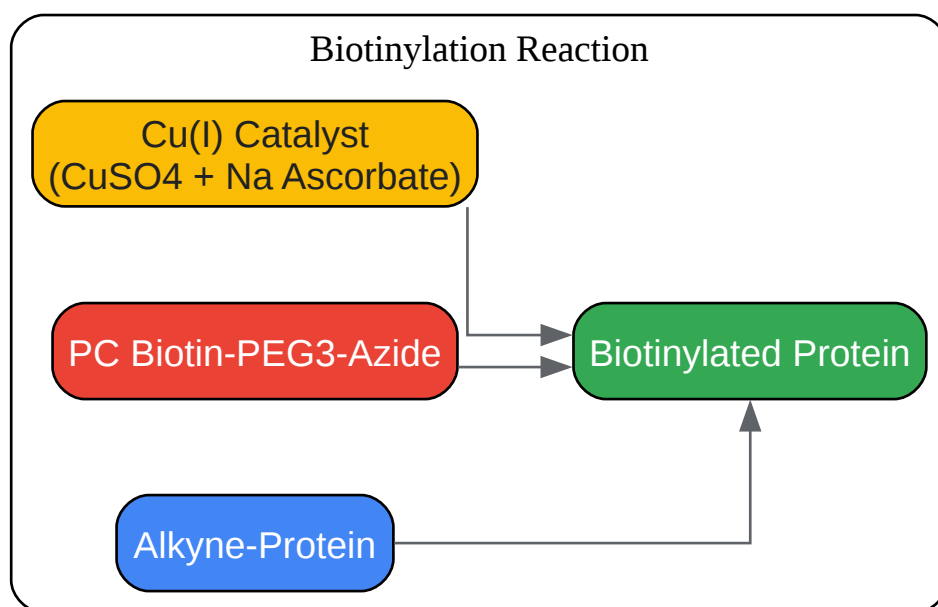 Biotinylation Reaction
Cu(I) Catalyst
(CuSO4 + Na Ascorbate)
PC Biotin-PEG3-Azide
Biotinylated Protein
Alkyne-Protein